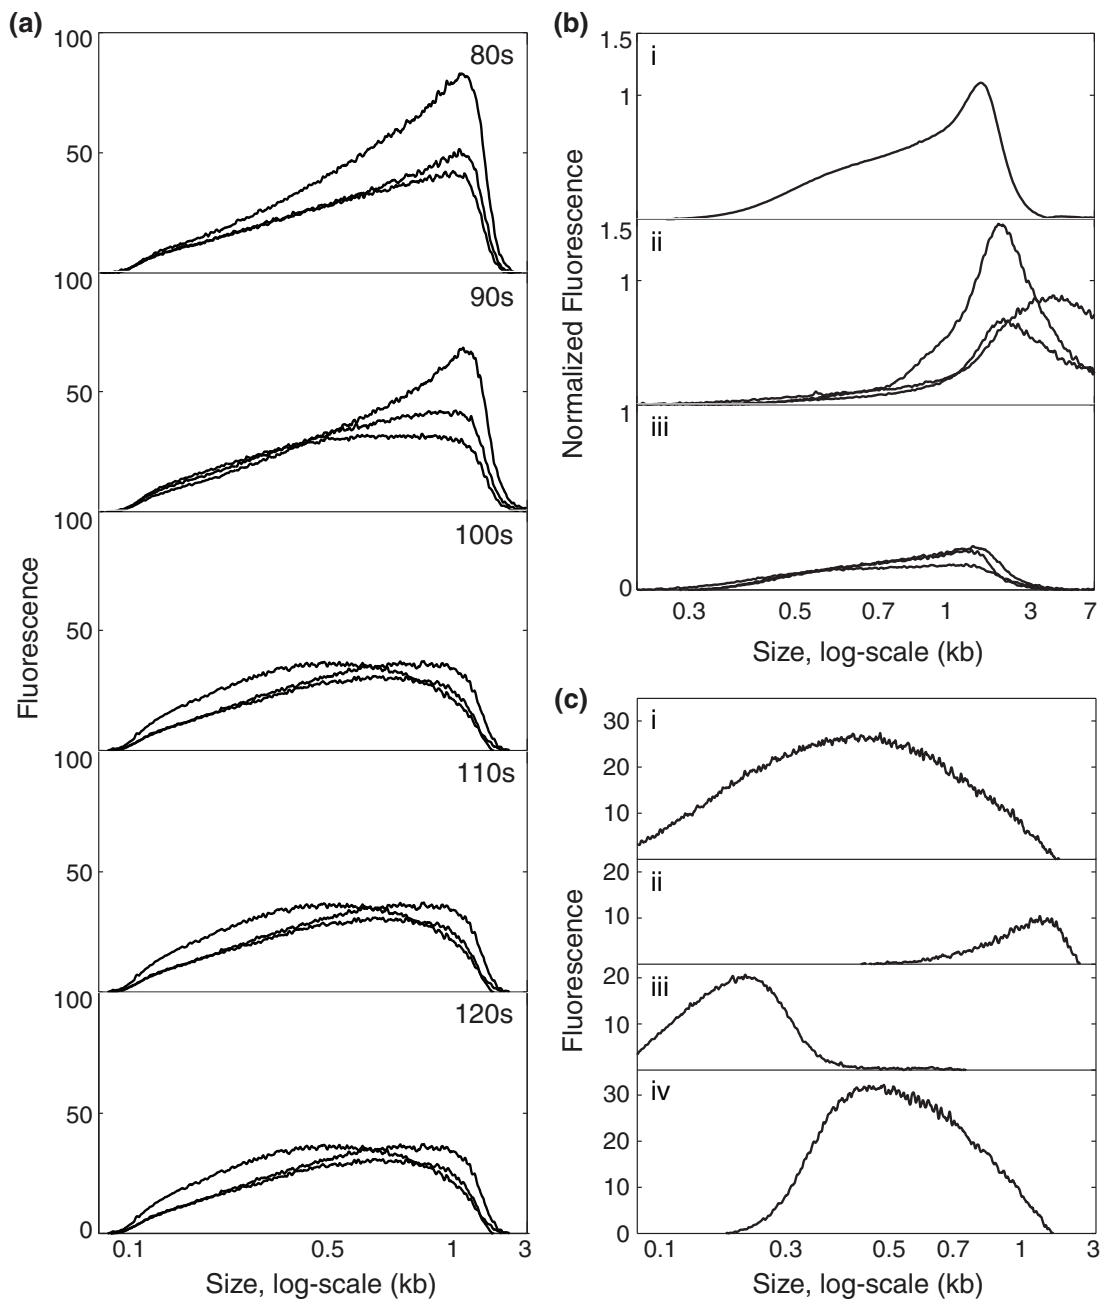 (a)
Fluorescence
100
50
80s
100
50
90s
100
50
100s
100
50
110s
100
50
0
120s
0.1 0.5 1 3
Size, log-scale (kb)
(b)
Normalized Fluorescence
1.5
1
i
1.5
1
ii
1
0
iii
0.3 0.5 0.7 1 3 7
Size, log-scale (kb)
(c)
Fluorescence
30
20
10
i
20
10
ii
20
10
iii
30
20
10
0
iv
0.1 0.3 0.5 0.7 1 3
Size, log-scale (kb)